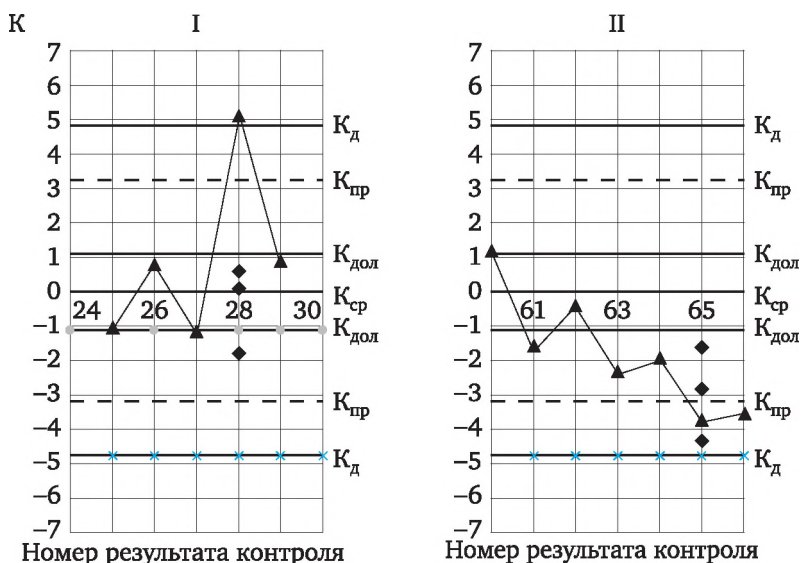 К
I
7
6
5
4
3
2
1
0
−1
−2
−3
−4
−5
−6
−7
24 26 28 30
Кд
Кпр
Кдол
Кср
Кдол
Кпр
Кд
Номер результата контроля
II
7
6
5
4
3
2
1
0
−1
−2
−3
−4
−5
−6
−7
61 63 65
Кд
Кпр
Кдол
Кср
Кдол
Кпр
Кд
Номер результата контроля